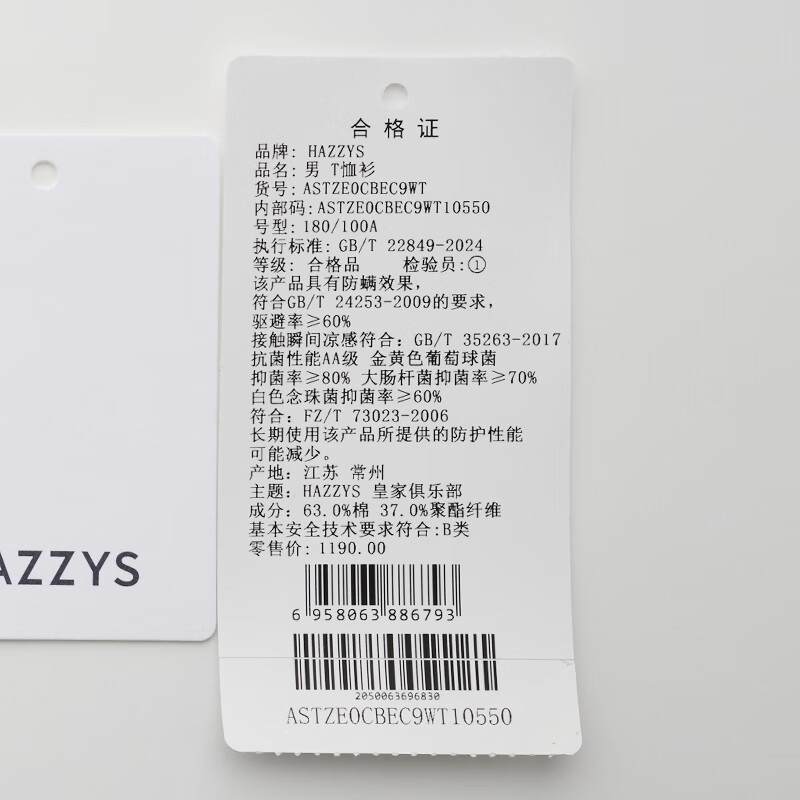 合格证
品牌: HAZZYS
品名: 男 T恤衫
货号: ASTZE0CBEC9WT
内部码: ASTZE0CBEC9WT10550
号型: 180/100A
执行标准: GB/T 22849-2024
等级: 合格品 检验员:①
该产品具有防螨效果，
符合GB/T 24253-2009的要求，
驱避率≥60%
接触瞬间凉感符合: GB/T 35263-2017
抗菌性能AA级 金黄色葡萄球菌
抑菌率≥80% 大肠杆菌抑菌率≥70%
白色念珠菌抑菌率≥60%
符合: FZ/T 73023-2006
长期使用该产品所提供的防护性能
可能减少。
产地: 江苏 常州
主题: HAZZYS 皇家俱乐部
成分: 63.0%棉 37.0%聚酯纤维
基本安全技术要求符合:B类
零售价: 1190.00
6 958063 886793
2050063696830
ASTZE0CBEC9WT10550
AZZYS